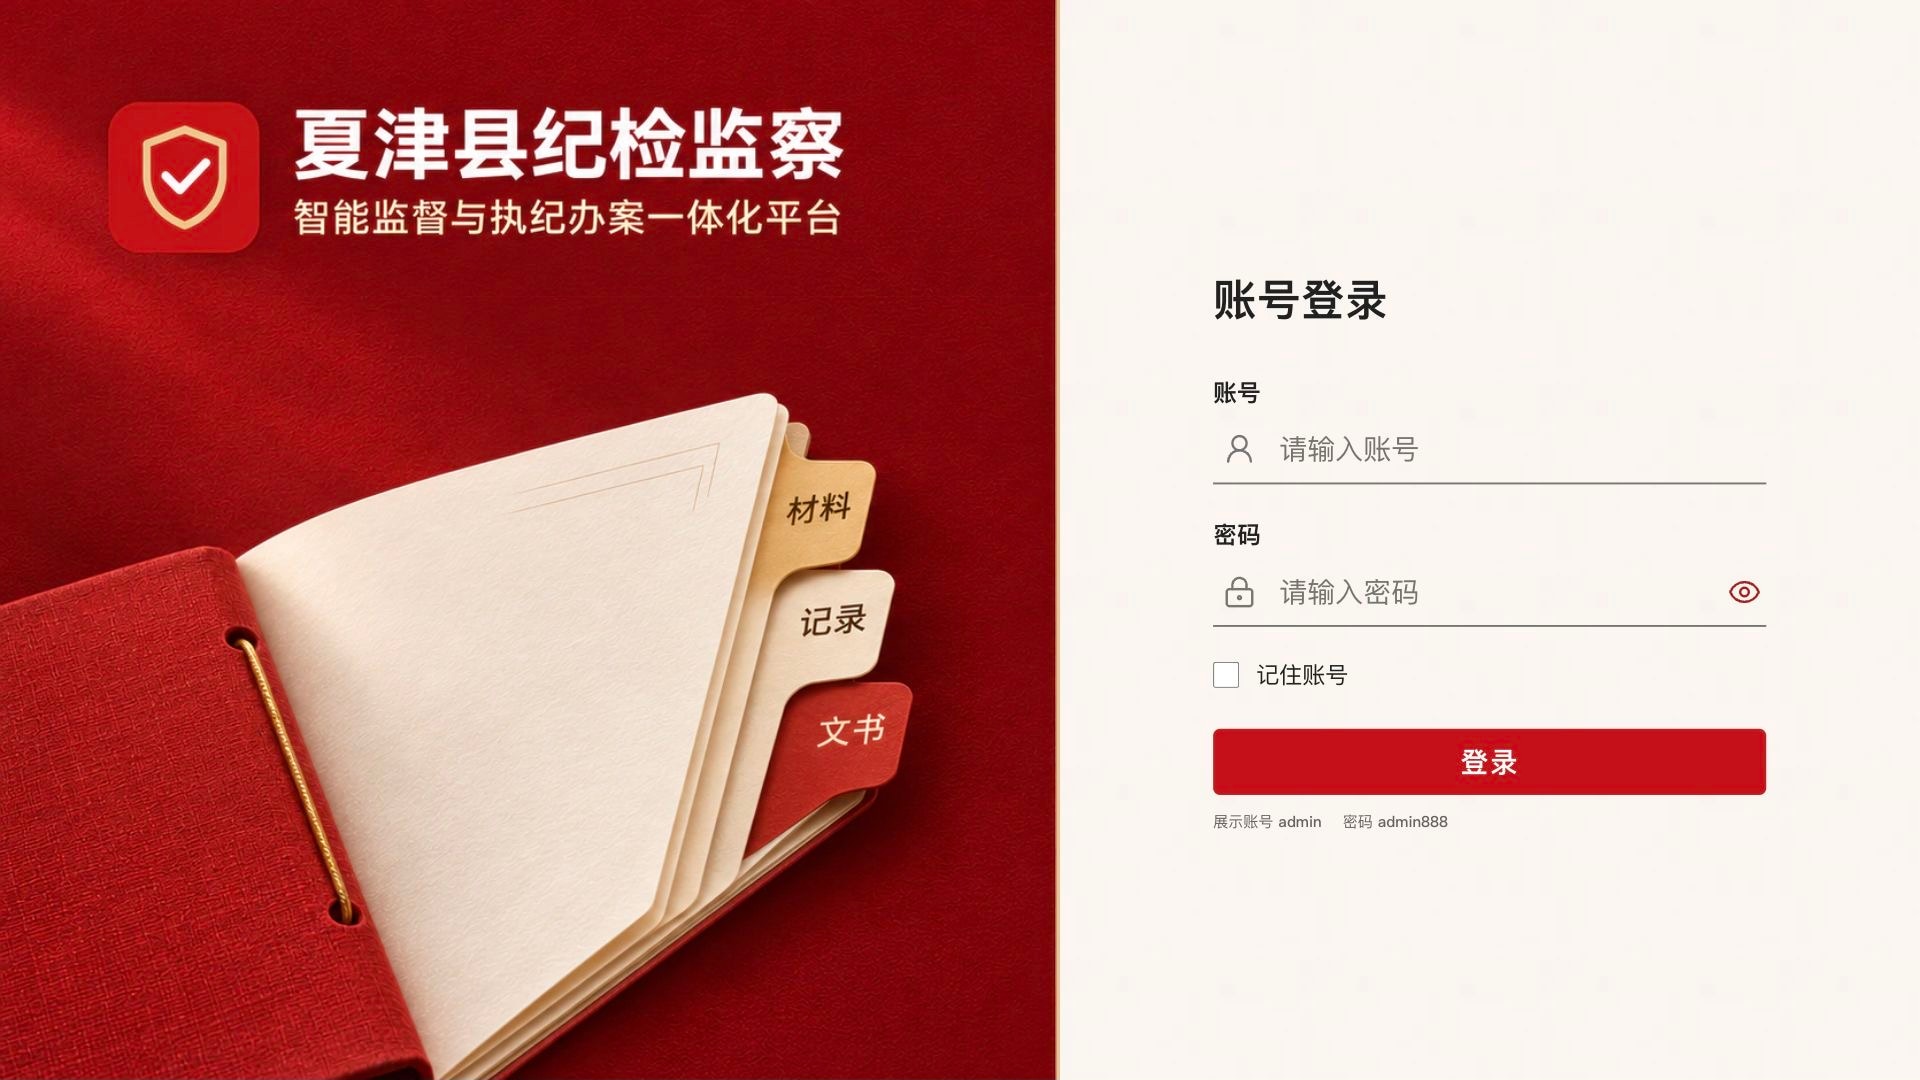 夏津县纪检监察
智能监督与执纪办案一体化平台
材料
记录
文书
账号登录
账号
请输入账号
密码
请输入密码
记住账号
登录
展示账号 admin 密码 admin888